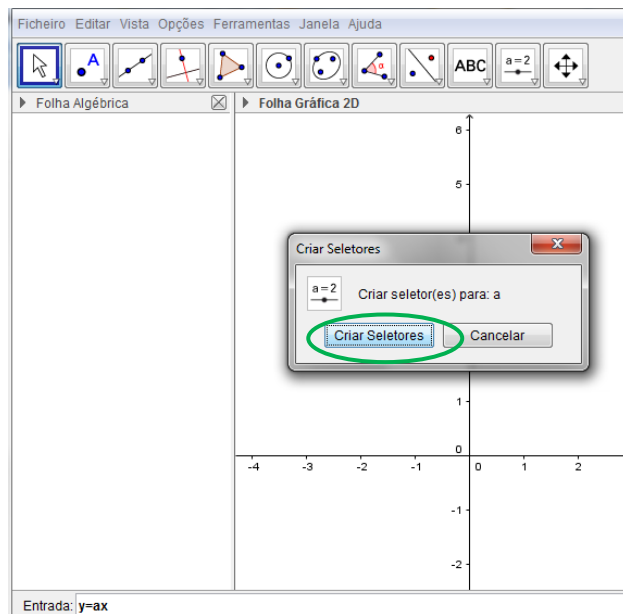 Ficheiro Editar Vista Opções Ferramentas Janela Ajuda
A α ABC a=2
Folha Algébrica
Folha Gráfica 2D
6
5
Criar Seletores
a=2
Criar seletor(es) para: a
Criar Seletores Cancelar
1
0
-4 -3 -2 -1 0 1 2
-1
-2
Entrada: y=ax